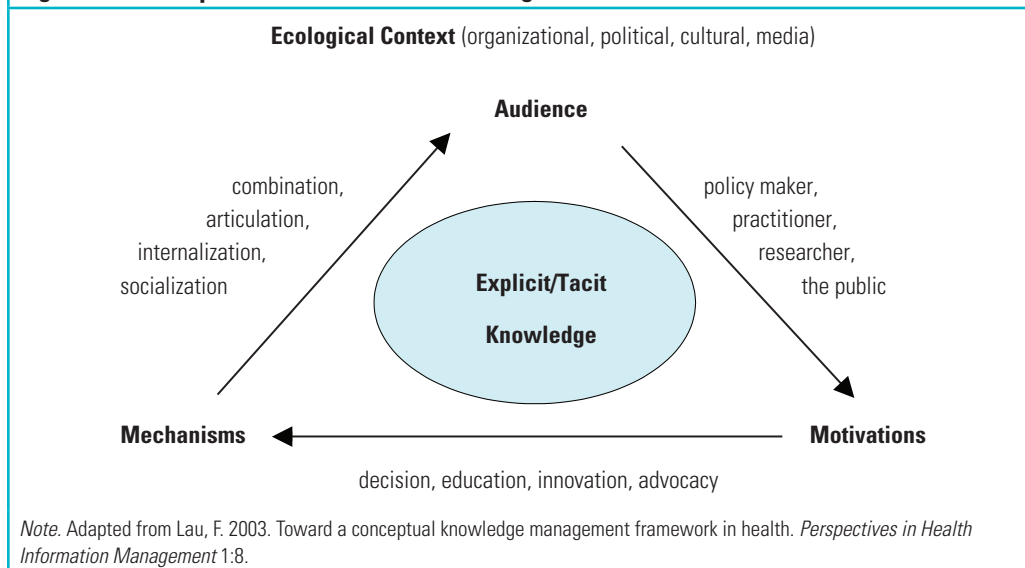 Ecological Context (organizational, political, cultural, media)
Audience
combination,
articulation,
internalization,
socialization
policy maker,
practitioner,
researcher,
the public
Explicit/Tacit
Knowledge
Mechanisms
Motivations
decision, education, innovation, advocacy
Note. Adapted from Lau, F. 2003. Toward a conceptual knowledge management framework in health. Perspectives in Health
Information Management 1:8.